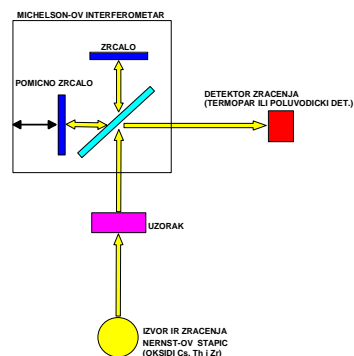 MICHELSON-OV INTERFEROMETAR
ZRCALO
POMICNO ZRCALO
DETEKTOR ZRACENJA
(TERMOPAR ILI POLUVODICKI DET.)
UZORAK
IZVOR IR ZRACENJA
NERNST-OV STAPIC
(OKSIDI Cs, Th i Zr)